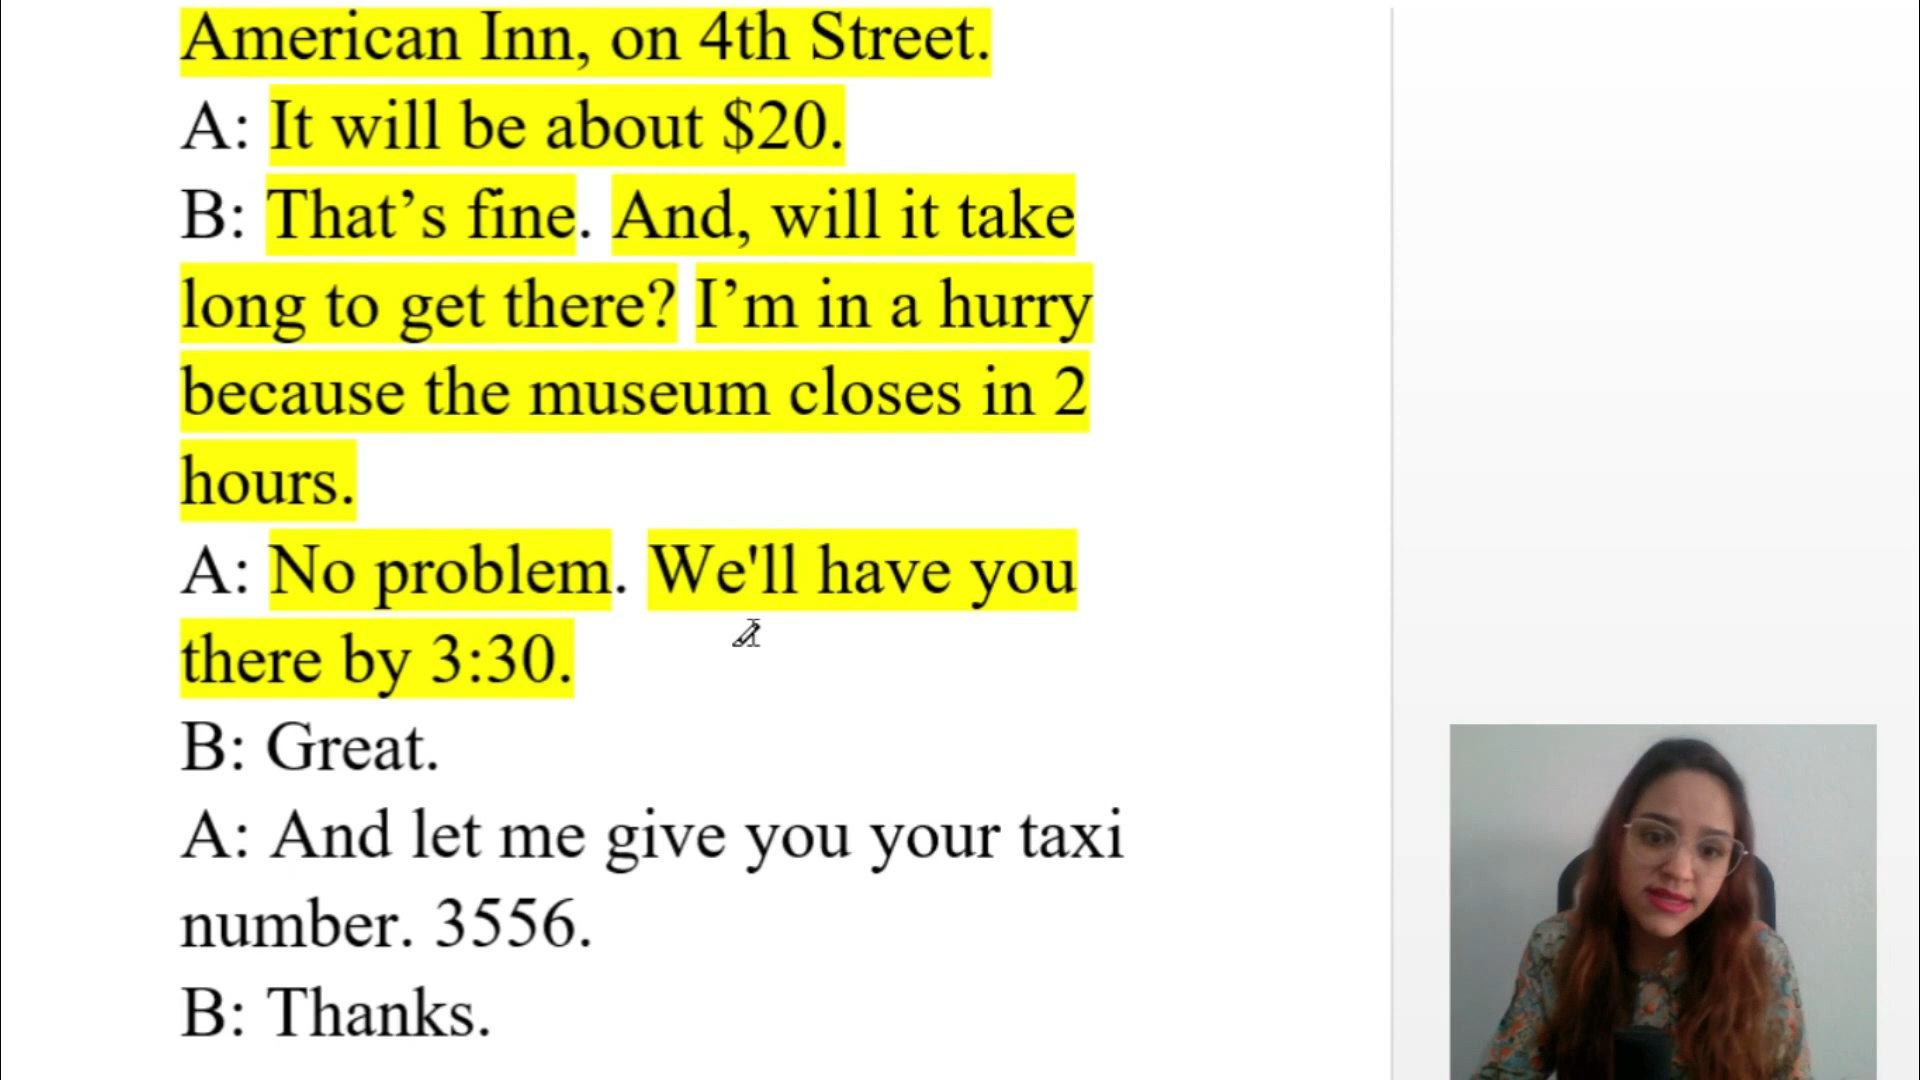 American Inn, on 4th Street.
A: It will be about $20.
B: That’s fine. And, will it take
long to get there? I’m in a hurry
because the museum closes in 2
hours.
A: No problem. We'll have you
there by 3:30.
B: Great.
A: And let me give you your taxi
number. 3556.
B: Thanks.